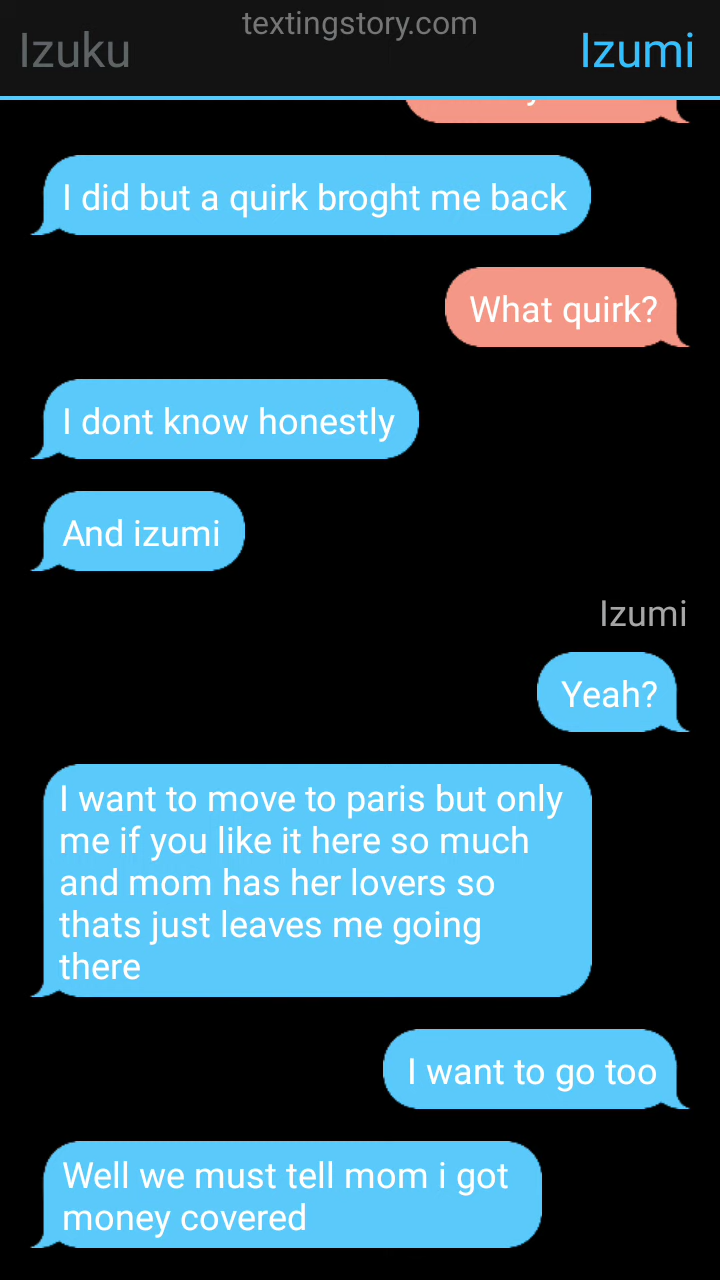 textingstory.com
Izuku
Izumi
I did but a quirk broght me back
What quirk?
I dont know honestly
And izumi
Izumi
Yeah?
I want to move to paris but only
me if you like it here so much
and mom has her lovers so
thats just leaves me going
there
I want to go too
Well we must tell mom i got
money covered